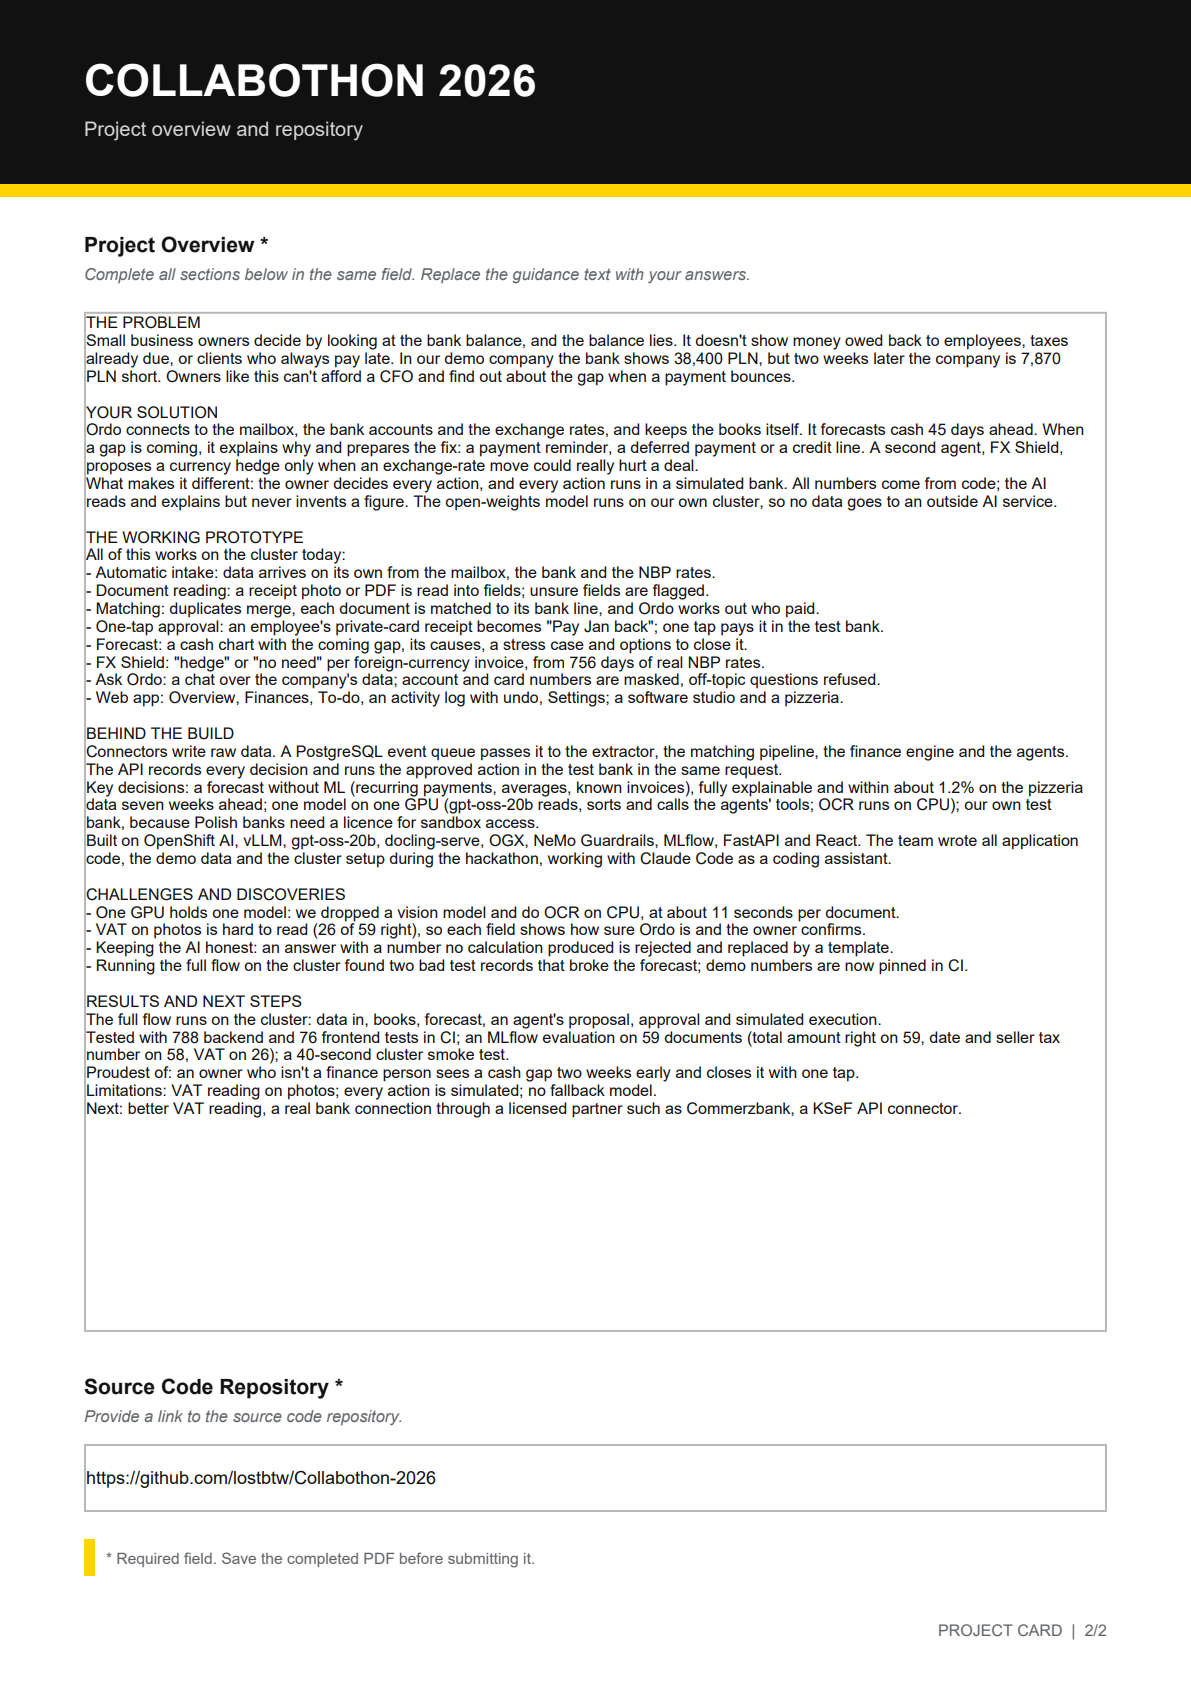 COLLABOTHON 2026
Project overview and repository
Project Overview *
Complete all sections below in the same field. Replace the guidance text with your answers.
THE PROBLEM
Small business owners decide by looking at the bank balance, and the balance lies. It doesn't show money owed back to employees, taxes
already due, or clients who always pay late. In our demo company the bank shows 38,400 PLN, but two weeks later the company is 7,870
PLN short. Owners like this can't afford a CFO and find out about the gap when a payment bounces.
YOUR SOLUTION
Ordo connects to the mailbox, the bank accounts and the exchange rates, and keeps the books itself. It forecasts cash 45 days ahead. When
a gap is coming, it explains why and prepares the fix: a payment reminder, a deferred payment or a credit line. A second agent, FX Shield,
proposes a currency hedge only when an exchange-rate move could really hurt a deal.
What makes it different: the owner decides every action, and every action runs in a simulated bank. All numbers come from code; the AI
reads and explains but never invents a figure. The open-weights model runs on our own cluster, so no data goes to an outside AI service.
THE WORKING PROTOTYPE
All of this works on the cluster today:
- Automatic intake: data arrives on its own from the mailbox, the bank and the NBP rates.
- Document reading: a receipt photo or PDF is read into fields; unsure fields are flagged.
- Matching: duplicates merge, each document is matched to its bank line, and Ordo works out who paid.
- One-tap approval: an employee's private-card receipt becomes "Pay Jan back"; one tap pays it in the test bank.
- Forecast: a cash chart with the coming gap, its causes, a stress case and options to close it.
- FX Shield: "hedge" or "no need" per foreign-currency invoice, from 756 days of real NBP rates.
- Ask Ordo: a chat over the company's data; account and card numbers are masked, off-topic questions refused.
- Web app: Overview, Finances, To-do, an activity log with undo, Settings; a software studio and a pizzeria.
BEHIND THE BUILD
Connectors write raw data. A PostgreSQL event queue passes it to the extractor, the matching pipeline, the finance engine and the agents.
The API records every decision and runs the approved action in the test bank in the same request.
Key decisions: a forecast without ML (recurring payments, averages, known invoices), fully explainable and within about 1.2% on the pizzeria
data seven weeks ahead; one model on one GPU (gpt-oss-20b reads, sorts and calls the agents' tools; OCR runs on CPU); our own test
bank, because Polish banks need a licence for sandbox access.
Built on OpenShift AI, vLLM, gpt-oss-20b, docling-serve, OGX, NeMo Guardrails, MLflow, FastAPI and React. The team wrote all application
code, the demo data and the cluster setup during the hackathon, working with Claude Code as a coding assistant.
CHALLENGES AND DISCOVERIES
- One GPU holds one model: we dropped a vision model and do OCR on CPU, at about 11 seconds per document.
- VAT on photos is hard to read (26 of 59 right), so each field shows how sure Ordo is and the owner confirms.
- Keeping the AI honest: an answer with a number no calculation produced is rejected and replaced by a template.
- Running the full flow on the cluster found two bad test records that broke the forecast; demo numbers are now pinned in CI.
RESULTS AND NEXT STEPS
The full flow runs on the cluster: data in, books, forecast, an agent's proposal, approval and simulated execution.
Tested with 788 backend and 76 frontend tests in CI; an MLflow evaluation on 59 documents (total amount right on 59, date and seller tax
number on 58, VAT on 26); a 40-second cluster smoke test.
Proudest of: an owner who isn't a finance person sees a cash gap two weeks early and closes it with one tap.
Limitations: VAT reading on photos; every action is simulated; no fallback model.
Next: better VAT reading, a real bank connection through a licensed partner such as Commerzbank, a KSeF API connector.
Source Code Repository *
Provide a link to the source code repository.
https://github.com/lostbtw/Collabothon-2026
* Required field. Save the completed PDF before submitting it.
PROJECT CARD | 2/2